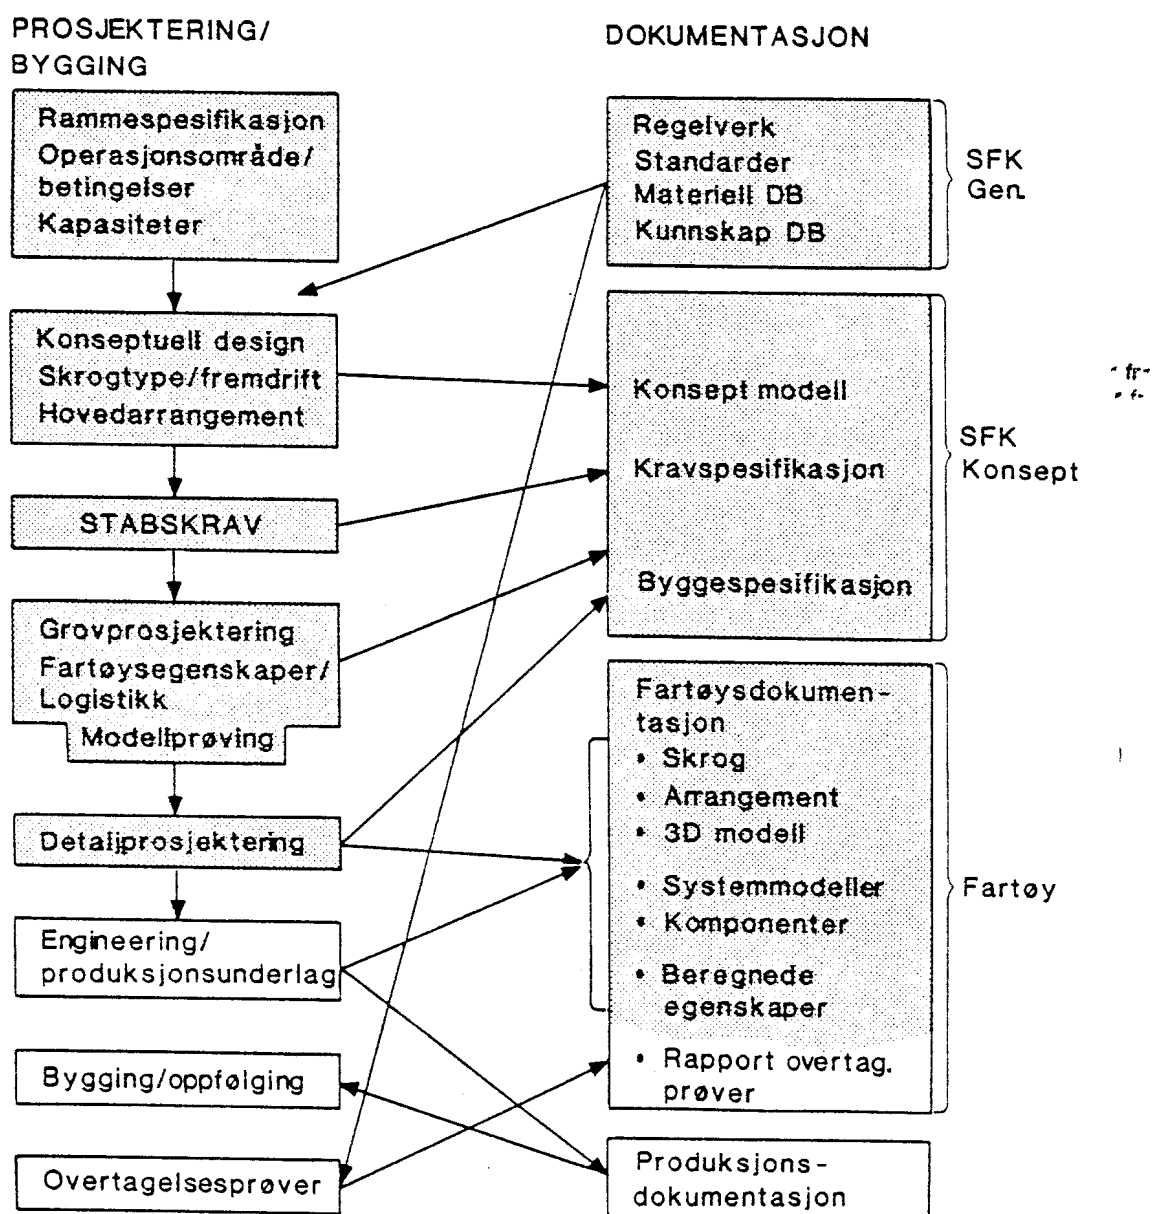 PROSJEKTERING/
BYGGING
Rammespesifikasjon
Operasjonsområde/
betingelser
Kapasiteter
Konseptuell design
Skrogtype/fremdrift
Hovedarrangement
STABSKRAV
Grovprosjektering
Fartøysegenskaper/
Logistikk
Modellprøving
Detaljprosjektering
Engineering/
produksjonsunderlag
Bygging/oppfølging
Overtagelsesprøver
DOKUMENTASJON
Regelverk
Standarder
Materiell DB
Kunnskap DB
SFK
Gen.
Konsept modell
Kravspesifikasjon
Byggespesifikasjon
SFK
Konsept
Fartøysdokumen-
tasjon
• Skrog
• Arrangement
• 3D modell
• Systemmodeller
• Komponenter
• Beregnede
egenskaper
• Rapport overtag.
prøver
Fartøy
Produksjons-
dokumentasjon